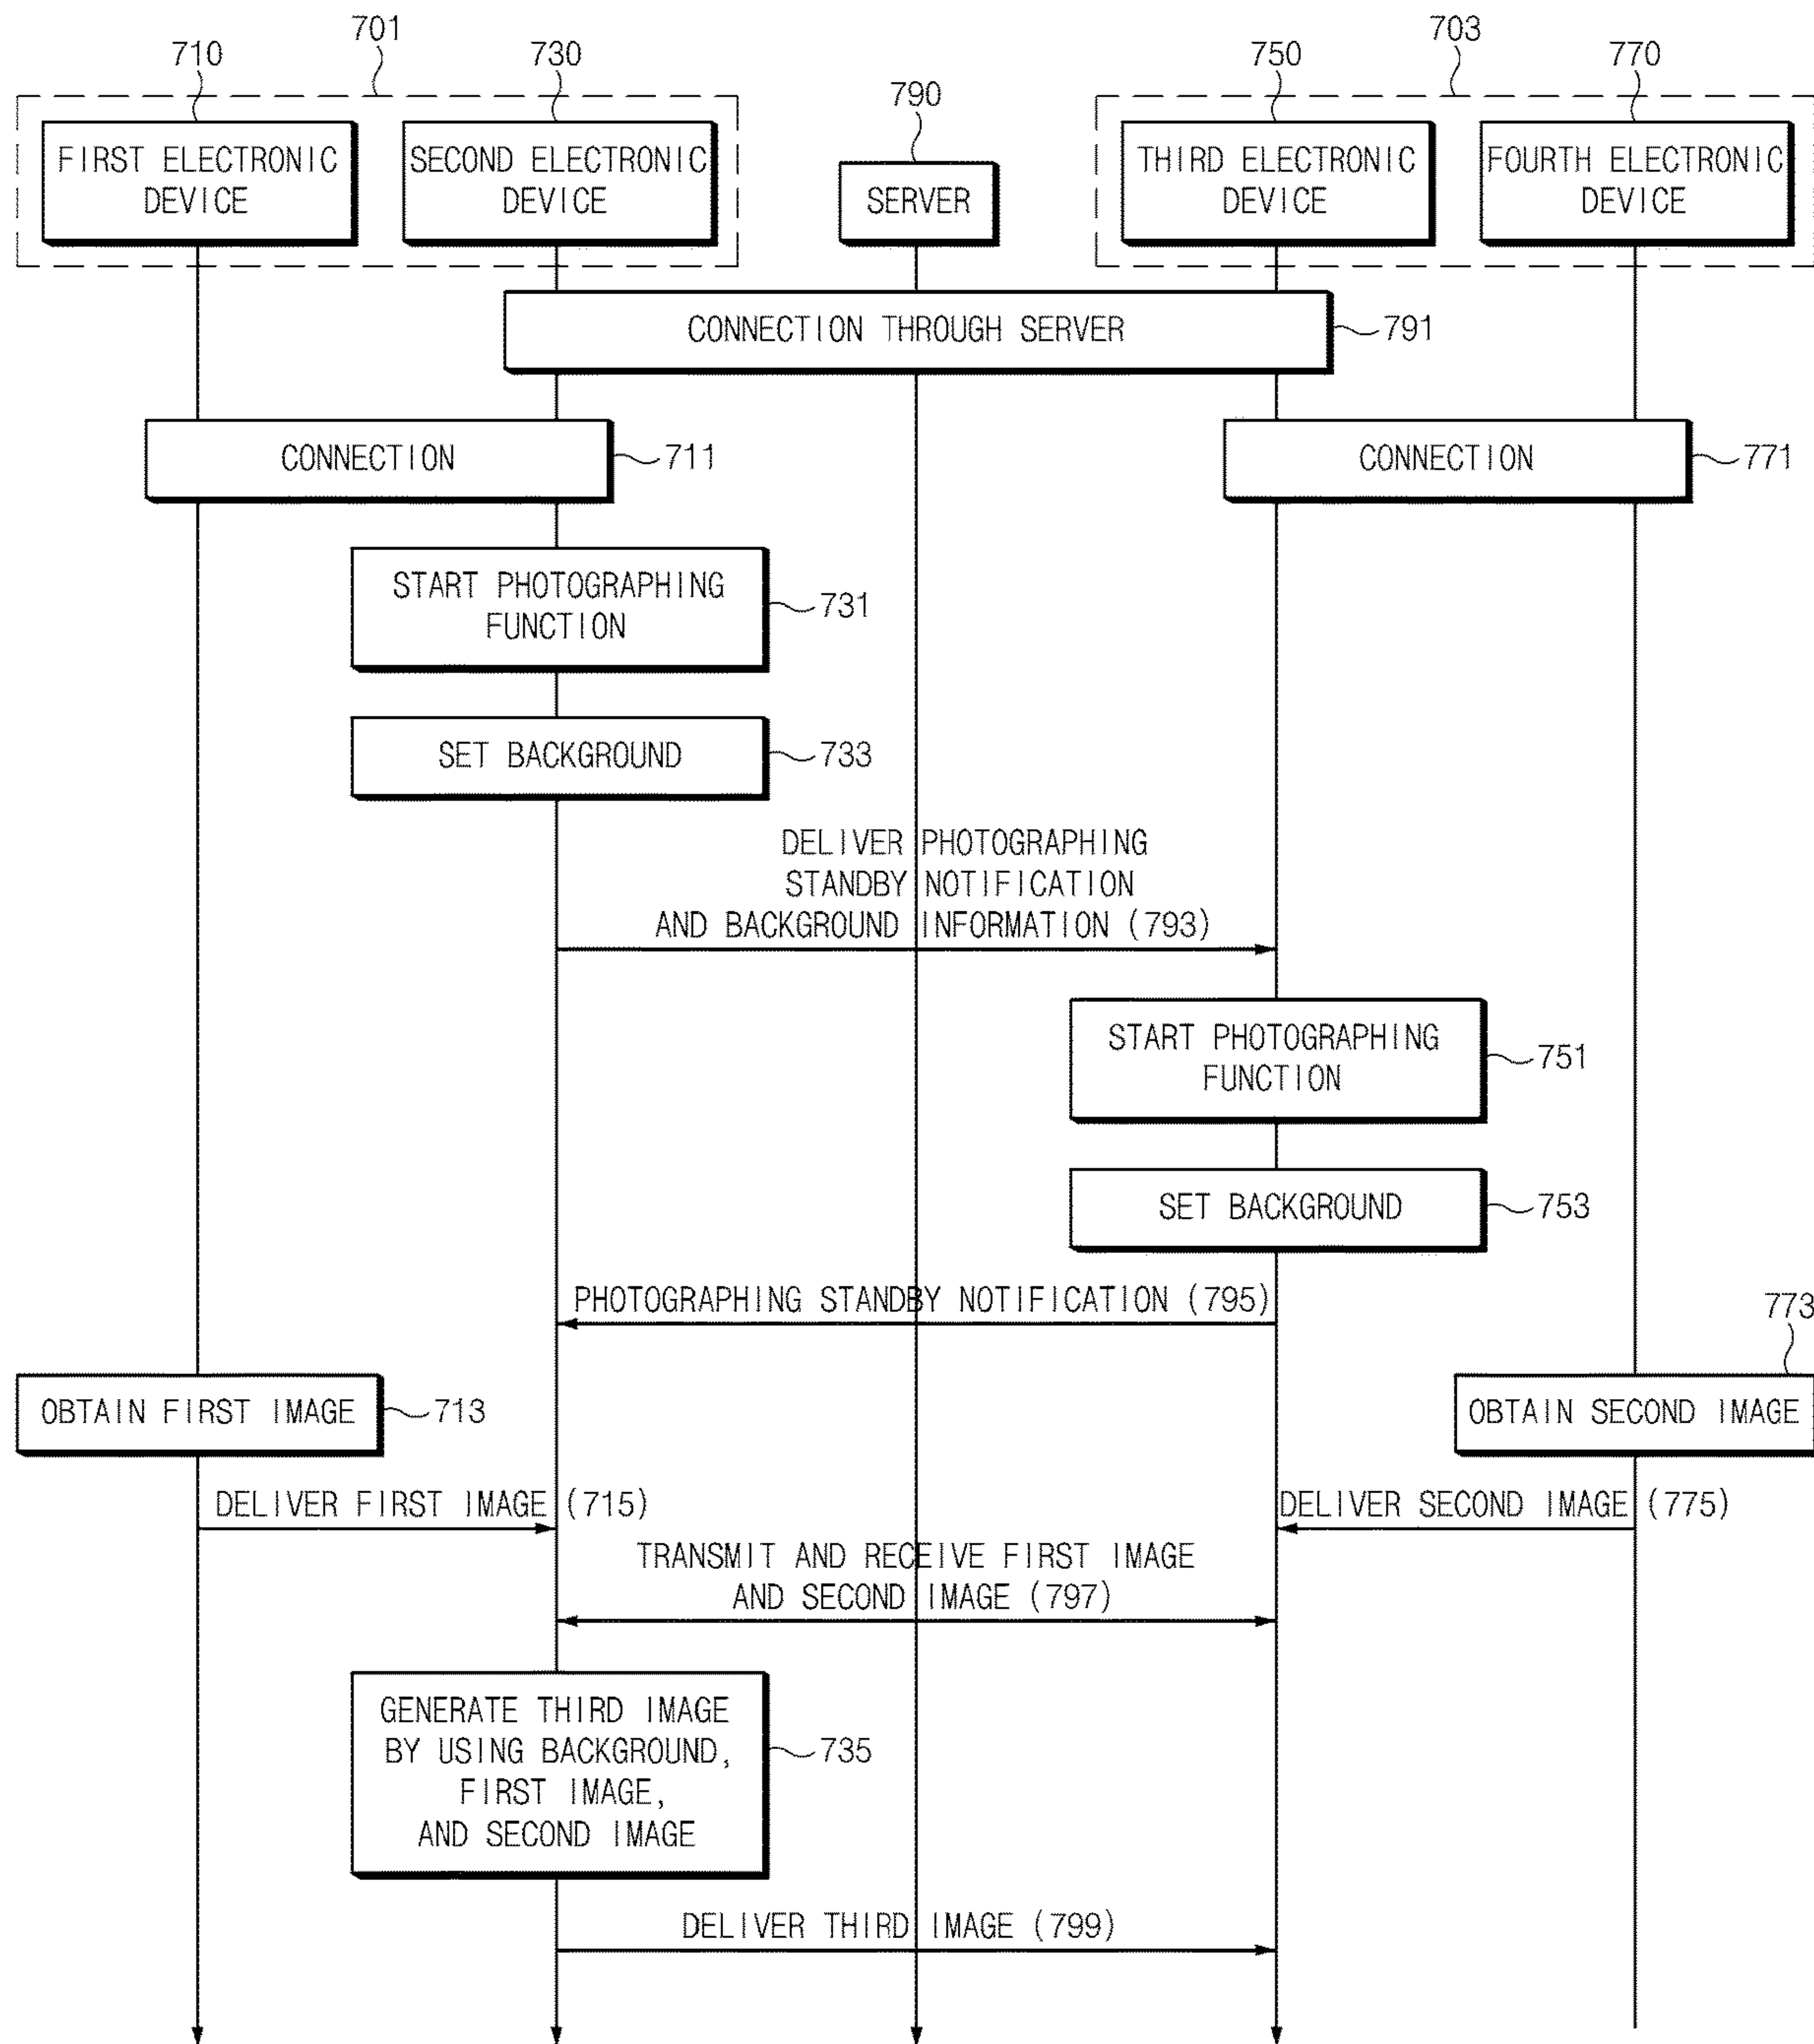 701
703
710
730
790
750
770
FIRST ELECTRONIC
DEVICE
SECOND ELECTRONIC
DEVICE
SERVER
THIRD ELECTRONIC
DEVICE
FOURTH ELECTRONIC
DEVICE
CONNECTION THROUGH SERVER
791
CONNECTION
711
CONNECTION
771
START PHOTOGRAPHING
FUNCTION
731
SET BACKGROUND
733
DELIVER PHOTOGRAPHING
STANDBY NOTIFICATION
AND BACKGROUND INFORMATION (793)
START PHOTOGRAPHING
FUNCTION
751
SET BACKGROUND
753
PHOTOGRAPHING STANDBY NOTIFICATION (795)
773
OBTAIN FIRST IMAGE
713
OBTAIN SECOND IMAGE
DELIVER FIRST IMAGE (715)
DELIVER SECOND IMAGE (775)
TRANSMIT AND RECEIVE FIRST IMAGE
AND SECOND IMAGE (797)
GENERATE THIRD IMAGE
BY USING BACKGROUND,
FIRST IMAGE,
AND SECOND IMAGE
735
DELIVER THIRD IMAGE (799)